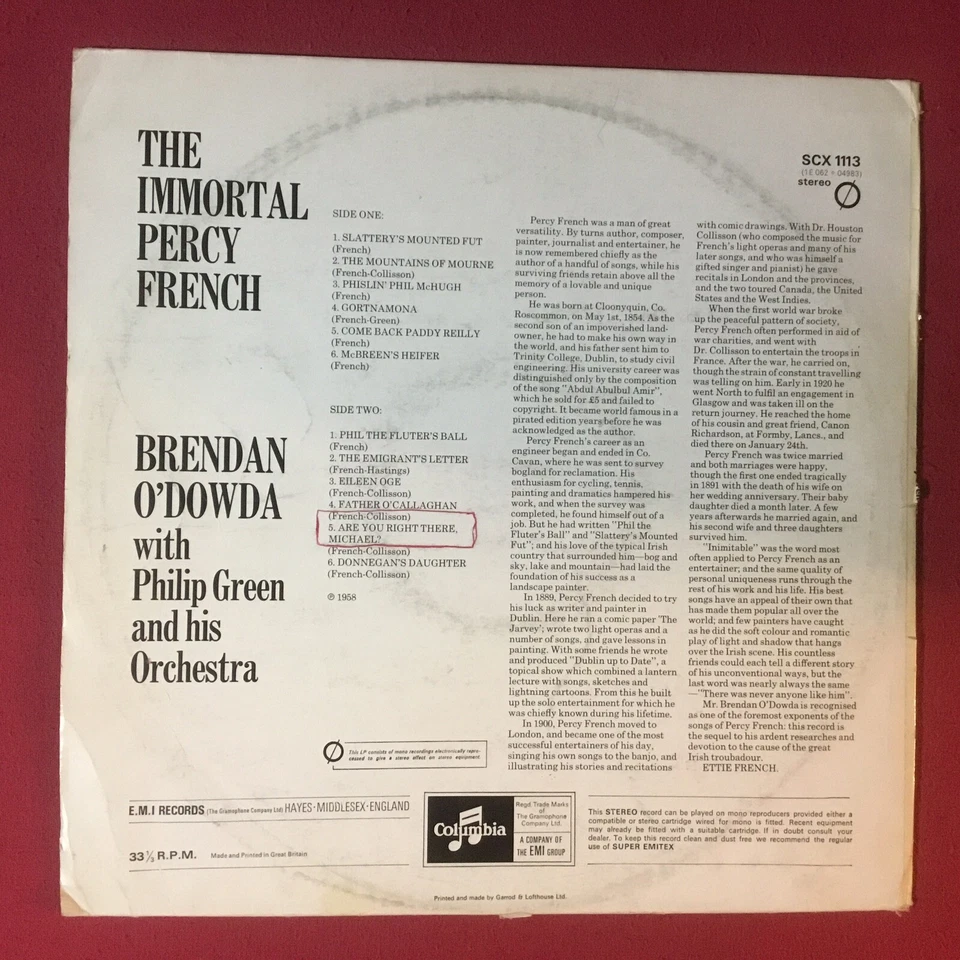 THE
IMMORTAL
PERCY
FRENCH
BRENDAN
O'DOWDA
with
Philip Green
and his
Orchestra
SIDE ONE:
1. SLATTERY'S MOUNTED FUT
(French)
2. THE MOUNTAINS OF MOURNE
(French-Collisson)
3. PHISLIN' PHIL McHUGH
(French)
4. GORTNAMONA
(French-Green)
5. COME BACK PADDY REILLY
(French)
6. McBREEN'S HEIFER
(French)
SIDE TWO:
1. PHIL THE FLUTER'S BALL
(French)
2. THE EMIGRANT'S LETTER
(French-Hastings)
3. EILEEN OGE
(French-Collisson)
4. FATHER O'CALLAGHAN
(French-Collisson)
5. ARE YOU RIGHT THERE,
MICHAEL?
(French-Collisson)
6. DONNEGAN'S DAUGHTER
(French-Collisson)
℗ 1958
SCX 1113
(1E 062 o 04983)
stereo
Percy French was a man of great
versatility. By turns author, composer,
painter, journalist and entertainer, he
is now remembered chiefly as the
author of a handful of songs, while his
surviving friends retain above all the
memory of a lovable and unique
person.
He was born at Cloonyquin, Co.
Roscommon, on May 1st, 1854. As the
second son of an impoverished land-
owner, he had to make his own way in
the world, and his father sent him to
Trinity College, Dublin, to study civil
engineering. His university career was
distinguished only by the composition
of the song "Abdul Abulbul Amir",
which he sold for £5 and failed to
copyright. It became world famous in a
pirated edition years before he was
acknowledged as the author.
Percy French's career as an
engineer began and ended in Co.
Cavan, where he was sent to survey
bogland for reclamation. His
enthusiasm for cycling, tennis,
painting and dramatics hampered his
work, and when the survey was
completed, he found himself out of a
job. But he had written "Phil the
Fluter's Ball" and "Slattery's Mounted
Fut"; and his love of the typical Irish
country that surrounded him—bog and
sky, lake and mountain—had laid the
foundation of his success as a
landscape painter.
In 1889, Percy French decided to try
his luck as writer and painter in
Dublin. Here he ran a comic paper 'The
Jarvey'; wrote two light operas and a
number of songs, and gave lessons in
painting. With some friends he wrote
and produced "Dublin up to Date", a
topical show which combined a lantern
lecture with songs, sketches and
lightning cartoons. From this he built
up the solo entertainment for which he
was chiefly known during his lifetime.
In 1900, Percy French moved to
London, and became one of the most
successful entertainers of his day,
singing his own songs to the banjo, and
illustrating his stories and recitations
with comic drawings. With Dr. Houston
Collisson (who composed the music for
French's light operas and many of his
later songs, and who was himself a
gifted singer and pianist) he gave
recitals in London and the provinces,
and the two toured Canada, the United
States and the West Indies.
When the first world war broke
up the peaceful pattern of society,
Percy French often performed in aid of
war charities, and went with
Dr. Collisson to entertain the troops in
France. After the war, he carried on,
though the strain of constant travelling
was telling on him. Early in 1920 he
went North to fulfil an engagement in
Glasgow and was taken ill on the
return journey. He reached the home
of his cousin and great friend, Canon
Richardson, at Formby, Lancs., and
died there on January 24th.
Percy French was twice married
and both marriages were happy,
though the first one ended tragically
in 1891 with the death of his wife on
her wedding anniversary. Their baby
daughter died a month later. A few
years afterwards he married again, and
his second wife and three daughters
survived him.
"Inimitable" was the word most
often applied to Percy French as an
entertainer; and the same quality of
personal uniqueness runs through the
rest of his work and his life. His best
songs have an appeal of their own that
has made them popular all over the
world; and few painters have caught
as he did the soft colour and romantic
play of light and shadow that hangs
over the Irish scene. His countless
friends could each tell a different story
of his unconventional ways, but the
last word was nearly always the same
—"There was never anyone like him".
Mr. Brendan O'Dowda is recognised
as one of the foremost exponents of the
songs of Percy French: this record is
the sequel to his ardent researches and
devotion to the cause of the great
Irish troubadour.
ETTIE FRENCH.
This LP consists of mono recordings electronically repro-
cessed to give a stereo effect on stereo equipment.
E.M.I RECORDS (The Gramophone Company Ltd) HAYES·MIDDLESEX·ENGLAND
33⅓ R.P.M. Made and Printed in Great Britain
Columbia
Regd. Trade Marks
of The Gramophone
Company Ltd.
A COMPANY OF
THE EMI GROUP
This STEREO record can be played on mono reproducers provided either a
compatible or stereo cartridge wired for mono is fitted. Recent equipment
may already be fitted with a suitable cartridge. If in doubt consult your
dealer. To keep this record clean and dust free we recommend the regular
use of SUPER EMITEX
Printed and made by Garrod & Lofthouse Ltd.